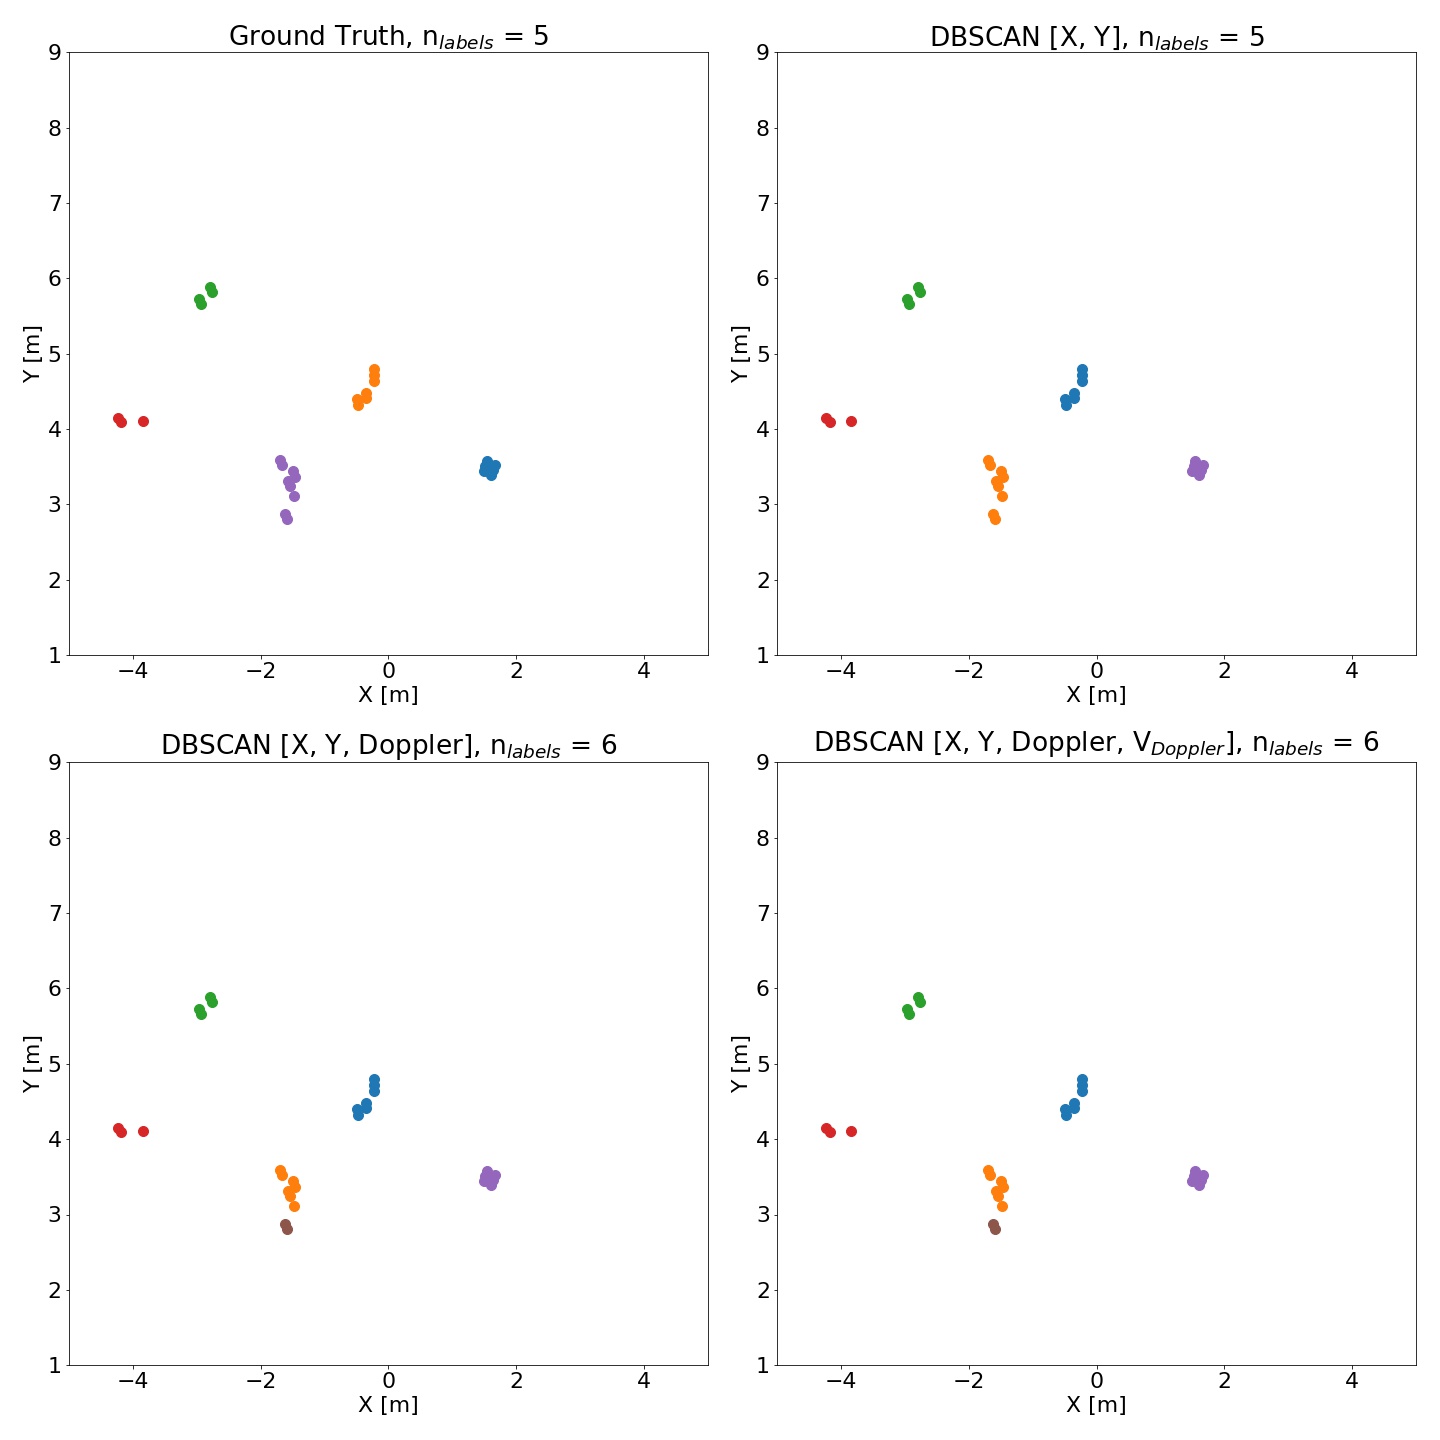 Ground Truth, n_labels = 5
9
8
7
6
5
4
3
2
1
Y [m]
−4 −2 0 2 4
X [m]
DBSCAN [X, Y], n_labels = 5
9
8
7
6
5
4
3
2
1
Y [m]
−4 −2 0 2 4
X [m]
DBSCAN [X, Y, Doppler], n_labels = 6
9
8
7
6
5
4
3
2
1
Y [m]
−4 −2 0 2 4
X [m]
DBSCAN [X, Y, Doppler, V_Doppler], n_labels = 6
9
8
7
6
5
4
3
2
1
Y [m]
−4 −2 0 2 4
X [m]